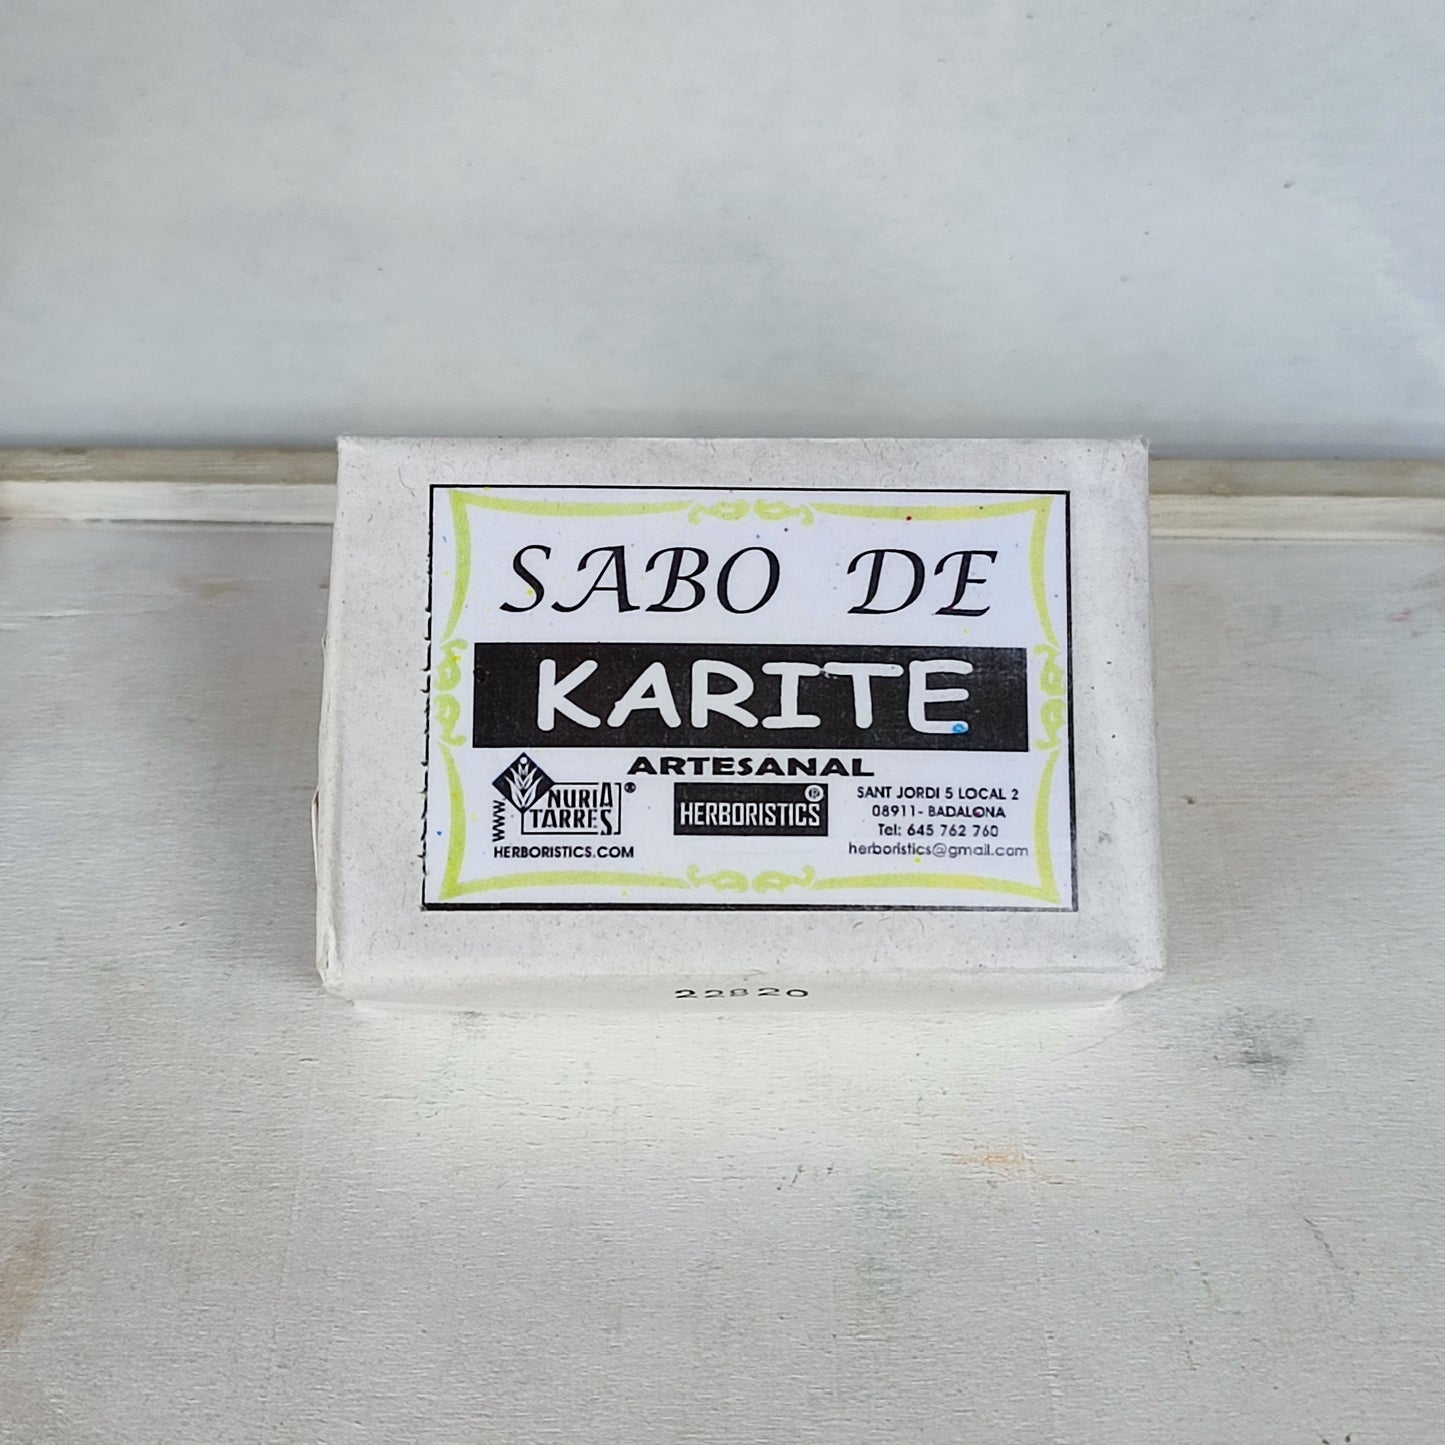 SABO DE
KARITE
ARTESANAL
WWW
NURIA
TARRES
®
HERBORISTICS.COM
HERBORISTICS
®
SANT JORDI 5 LOCAL 2
08911- BADALONA
Tel: 645 762 760
herboristics@gmail.com
22820